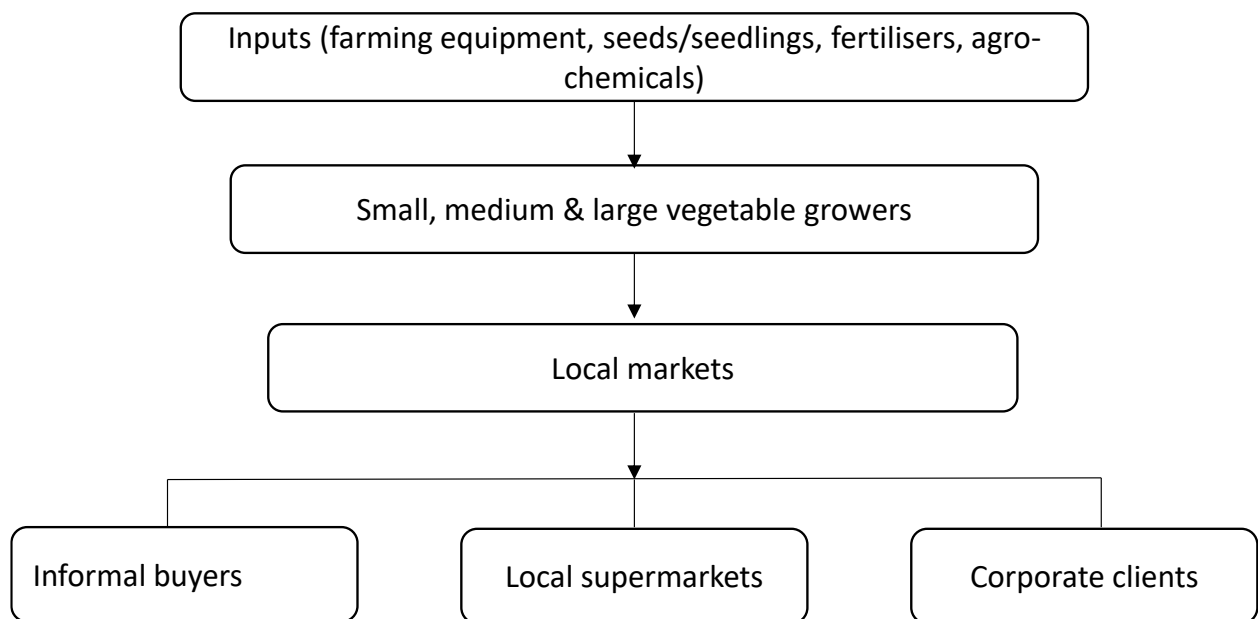 Inputs (farming equipment, seeds/seedlings, fertilisers, agro-
chemicals)
Small, medium & large vegetable growers
Local markets
Informal buyers
Local supermarkets
Corporate clients